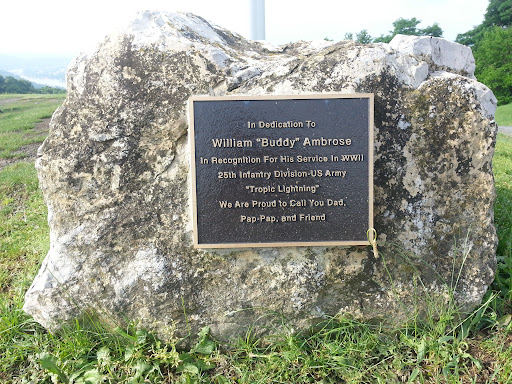 In Dedication To
William "Buddy" Ambrose
In Recognition For His Service In WWII
25th Infantry Division-US Army
"Tropic Lightning"
We Are Proud to Call You Dad,
Pap-Pap, and Friend